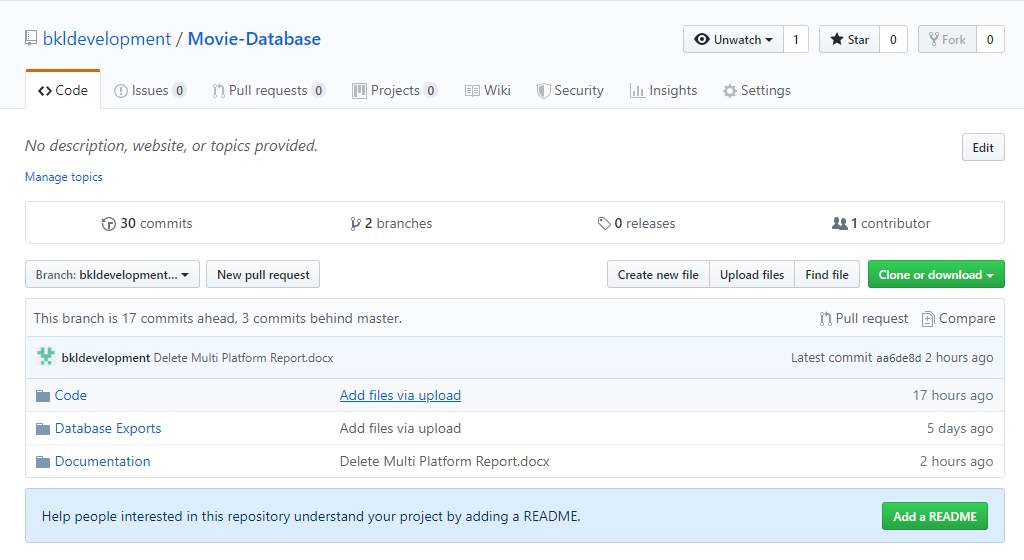 bkldevelopment / Movie-Database Unwatch 1 Star 0 Fork 0
Code Issues 0 Pull requests 0 Projects 0 Wiki Security Insights Settings
No description, website, or topics provided. Edit
Manage topics
30 commits 2 branches 0 releases 1 contributor
Branch: bkldevelopment... New pull request Create new file Upload files Find file Clone or download
This branch is 17 commits ahead, 3 commits behind master. Pull request Compare
bkldevelopment Delete Multi Platform Report.docx Latest commit aa6de8d 2 hours ago
Code Add files via upload 17 hours ago
Database Exports Add files via upload 5 days ago
Documentation Delete Multi Platform Report.docx 2 hours ago
Help people interested in this repository understand your project by adding a README. Add a README